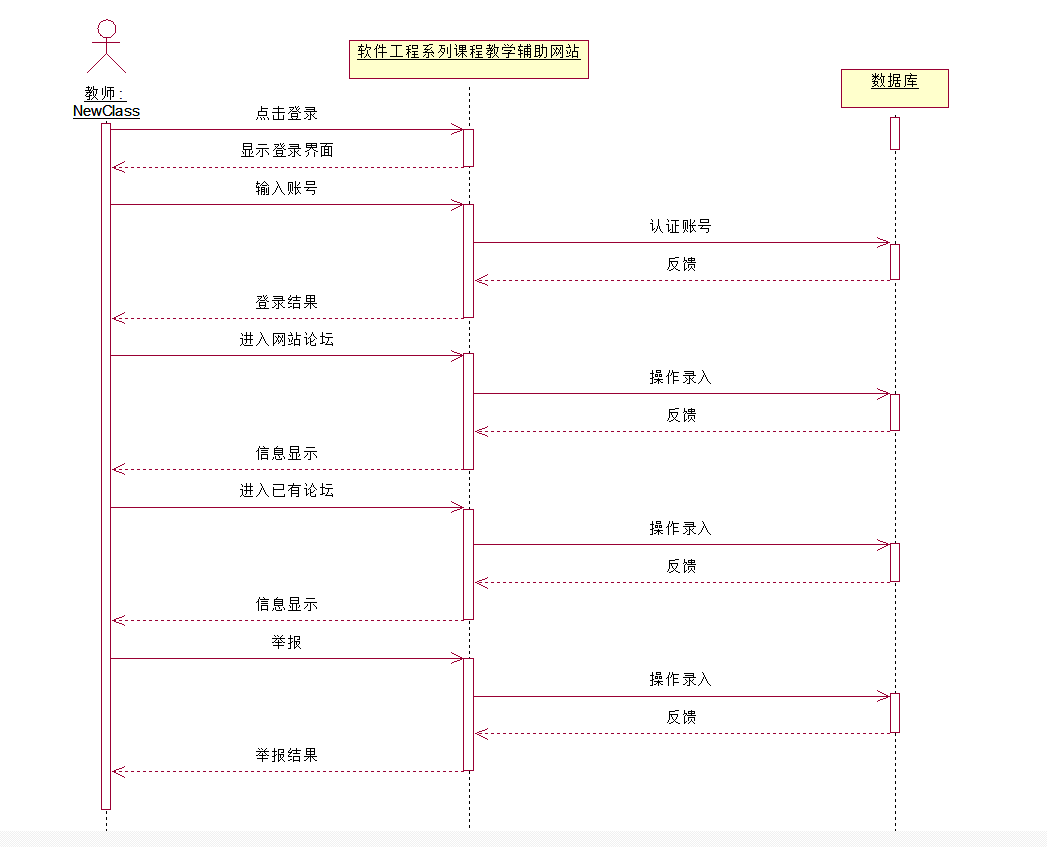 软件工程系列课程教学辅助网站
数据库
教师:
NewClass
点击登录
显示登录界面
输入账号
认证账号
反馈
登录结果
进入网站论坛
操作录入
反馈
信息显示
进入已有论坛
操作录入
反馈
信息显示
举报
操作录入
反馈
举报结果